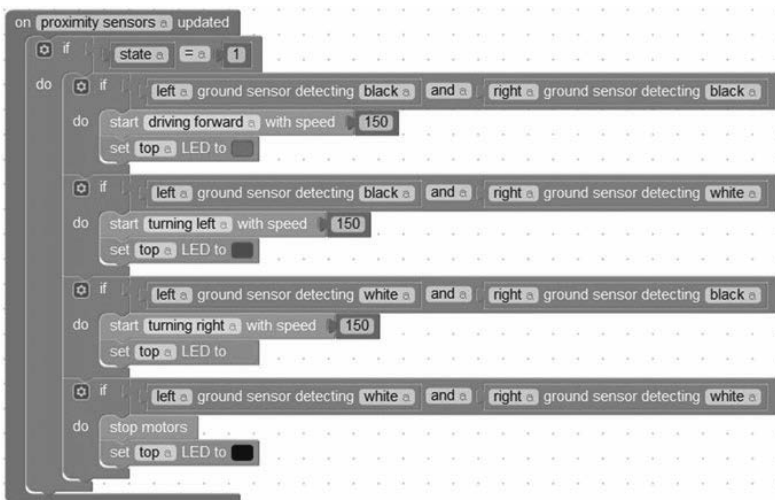 on proximity sensors updated
if state = 1
do if left ground sensor detecting black and right ground sensor detecting black
do start driving forward with speed 150
set top LED to
if left ground sensor detecting black and right ground sensor detecting white
do start turning left with speed 150
set top LED to
if left ground sensor detecting white and right ground sensor detecting black
do start turning right with speed 150
set top LED to
if left ground sensor detecting white and right ground sensor detecting white
do stop motors
set top LED to